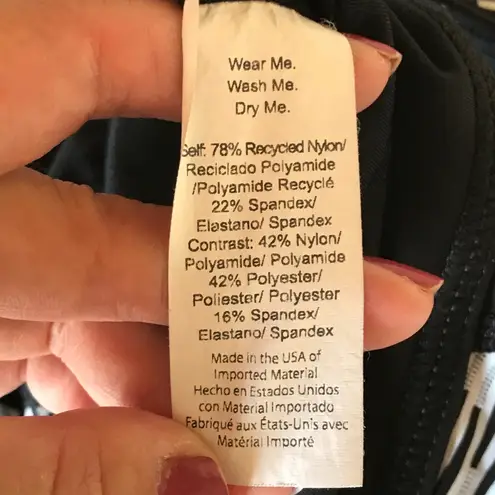 Wear Me.
Wash Me.
Dry Me.
Self: 78% Recycled Nylon/
Reciclado Polyamide
/Polyamide Recyclé
22% Spandex/
Elastano/ Spandex
Contrast: 42% Nylon/
Polyamide/ Polyamide
42% Polyester/
Poliester/ Polyester
16% Spandex/
Elastano/ Spandex
Made in the USA of
Imported Material
Hecho en Estados Unidos
con Material Importado
Fabriqué aux États-Unis avec
Matérial Importé